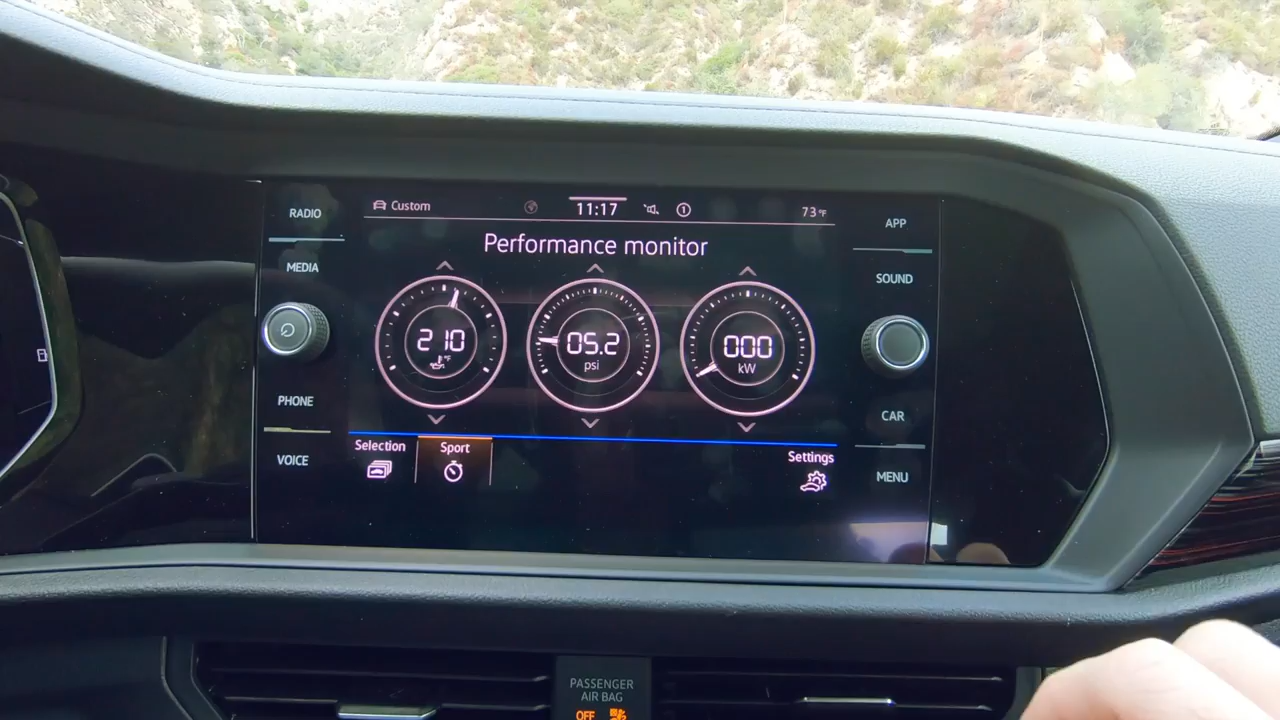 RADIO
MEDIA
PHONE
VOICE
Custom
11:17
1
73°F
Performance monitor
210
°F
05.2
psi
000
kW
Selection
Sport
Settings
APP
SOUND
CAR
MENU
PASSENGER
AIR BAG
OFF